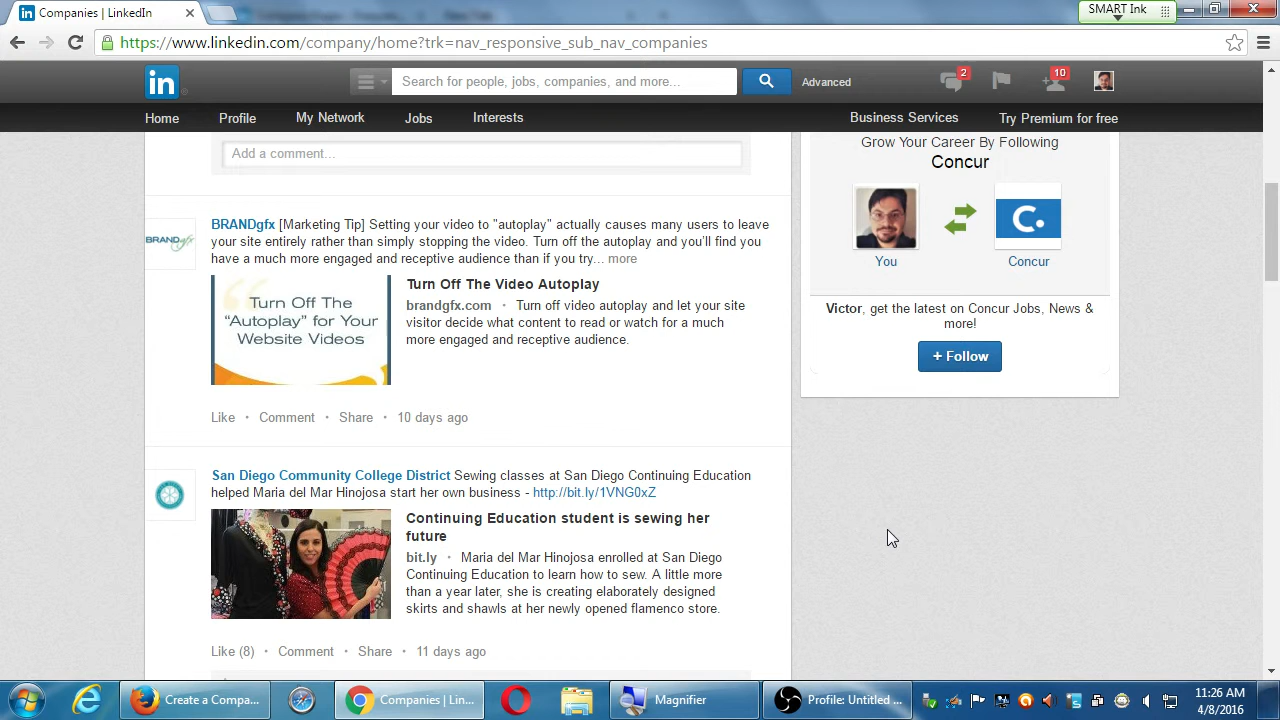 Companies | LinkedIn
SMART Ink
https://www.linkedin.com/company/home?trk=nav_responsive_sub_nav_companies
in
Search for people, jobs, companies, and more...
Advanced
2
10
Home
Profile
My Network
Jobs
Interests
Business Services
Try Premium for free
Add a comment...
BRANDgfx [Marketing Tip] Setting your video to "autoplay" actually causes many users to leave
your site entirely rather than simply stopping the video. Turn off the autoplay and you'll find you
have a much more engaged and receptive audience than if you try... more
BRANDgfx
Turn Off The
“Autoplay” for Your
Website Videos
Turn Off The Video Autoplay
brandgfx.com • Turn off video autoplay and let your site
visitor decide what content to read or watch for a much
more engaged and receptive audience.
Like • Comment • Share • 10 days ago
San Diego Community College District Sewing classes at San Diego Continuing Education
helped Maria del Mar Hinojosa start her own business - http://bit.ly/1VNG0xZ
Continuing Education student is sewing her
future
bit.ly • Maria del Mar Hinojosa enrolled at San Diego
Continuing Education to learn how to sew. A little more
than a year later, she is creating elaborately designed
skirts and shawls at her newly opened flamenco store.
Like (8) • Comment • Share • 11 days ago
Grow Your Career By Following
Concur
C.
You
Concur
Victor, get the latest on Concur Jobs, News &
more!
+ Follow
Create a Compa...
Companies | Lin...
Magnifier
Profile: Untitled ...
11:26 AM
4/8/2016